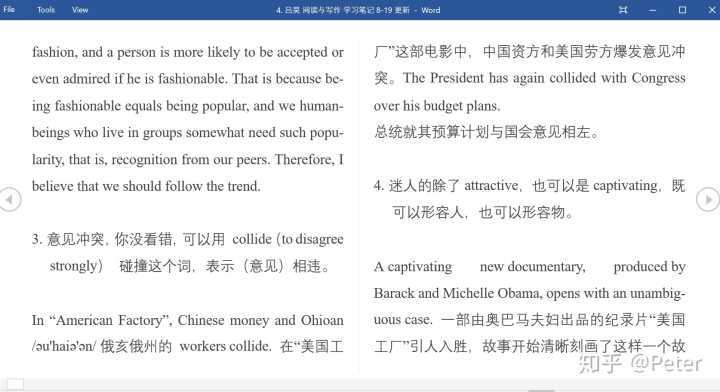 File Tools View 4. 吕昊 阅读与写作 学习笔记 8-19 更新 - Word
fashion, and a person is more likely to be accepted or
even admired if he is fashionable. That is because be-
ing fashionable equals being popular, and we human-
beings who live in groups somewhat need such popu-
larity, that is, recognition from our peers. Therefore, I
believe that we should follow the trend.
3. 意见冲突, 你没看错, 可以用 collide (to disagree
strongly） 碰撞这个词，表示（意见）相违。
In “American Factory”, Chinese money and Ohioan
/əu'haiə'ən/ 俄亥俄州的 workers collide. 在“美国工
厂”这部电影中，中国资方和美国劳方爆发意见冲
突。The President has again collided with Congress
over his budget plans.
总统就其预算计划与国会意见相左。
4. 迷人的除了 attractive，也可以是 captivating，既
可以形容人，也可以形容物。
A captivating new documentary, produced by
Barack and Michelle Obama, opens with an unambig-
uous case. 一部由奥巴马夫妇出品的纪录片“美国
工厂”引人入胜，故事开始清晰刻画了这样一个故
知乎 @Peter